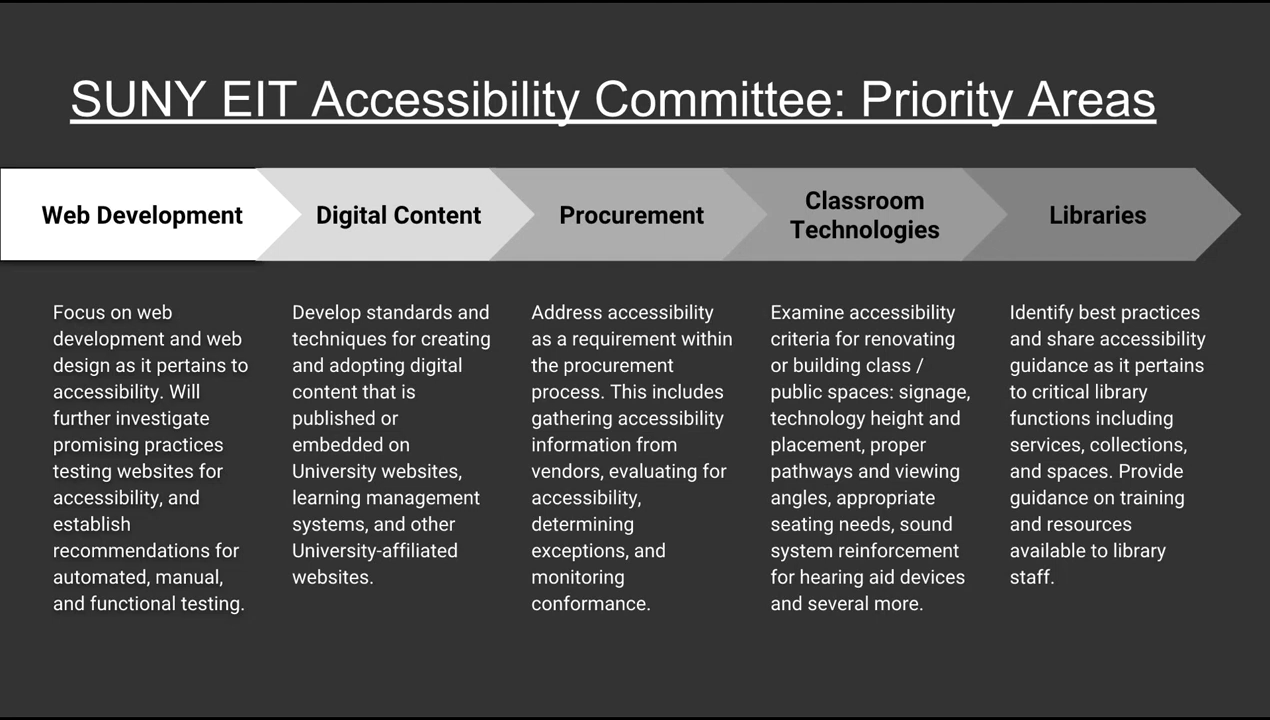 SUNY EIT Accessibility Committee: Priority Areas
Web Development
Digital Content
Procurement
Classroom
Technologies
Libraries
Focus on web
development and web
design as it pertains to
accessibility. Will
further investigate
promising practices
testing websites for
accessibility, and
establish
recommendations for
automated, manual,
and functional testing.
Develop standards and
techniques for creating
and adopting digital
content that is
published or
embedded on
University websites,
learning management
systems, and other
University-affiliated
websites.
Address accessibility
as a requirement within
the procurement
process. This includes
gathering accessibility
information from
vendors, evaluating for
accessibility,
determining
exceptions, and
monitoring
conformance.
Examine accessibility
criteria for renovating
or building class /
public spaces: signage,
technology height and
placement, proper
pathways and viewing
angles, appropriate
seating needs, sound
system reinforcement
for hearing aid devices
and several more.
Identify best practices
and share accessibility
guidance as it pertains
to critical library
functions including
services, collections,
and spaces. Provide
guidance on training
and resources
available to library
staff.